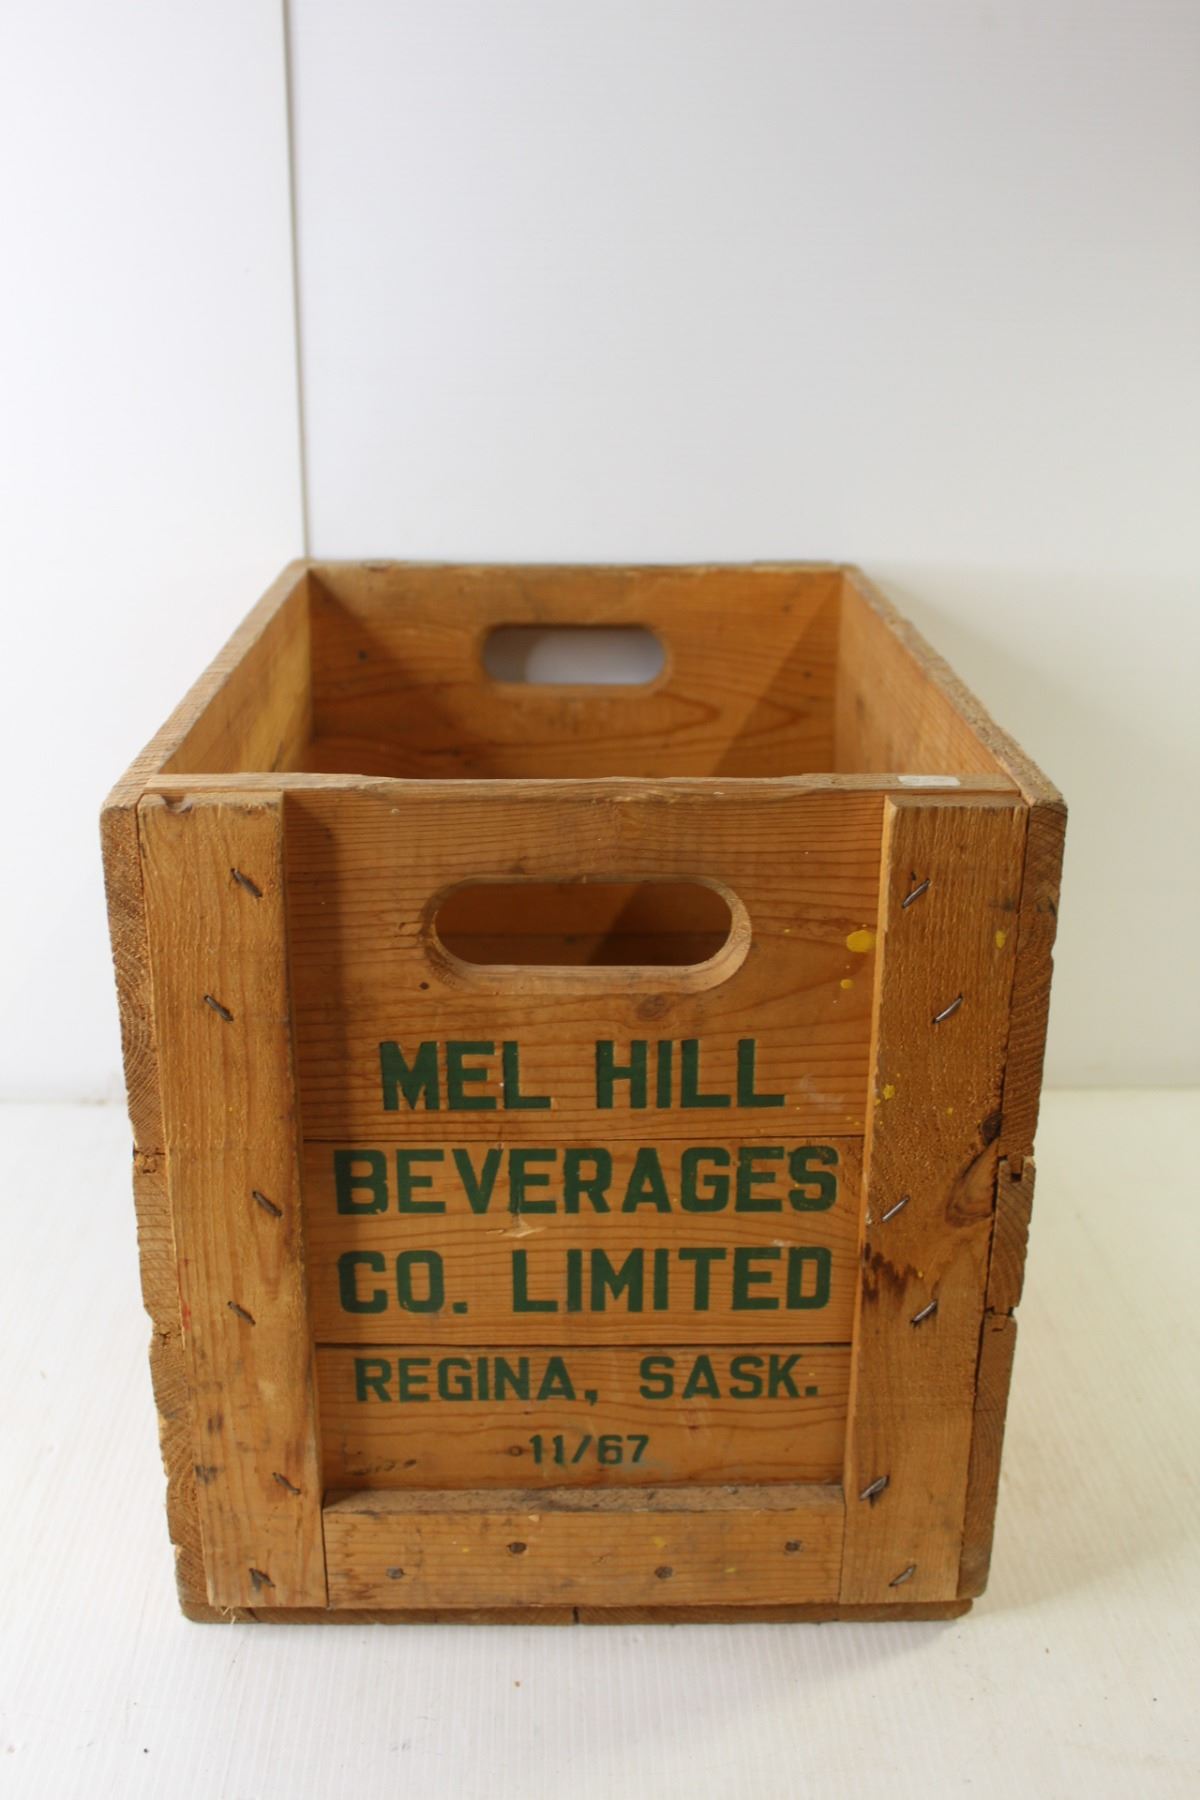 MEL HILL
BEVERAGES
CO. LIMITED
REGINA, SASK.
11/67